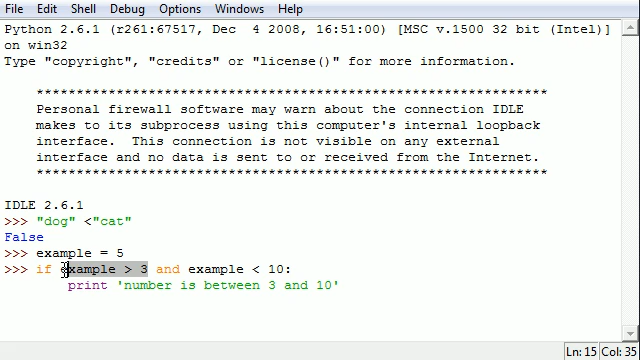 File Edit Shell Debug Options Windows Help
Python 2.6.1 (r261:67517, Dec  4 2008, 16:51:00) [MSC v.1500 32 bit (Intel)]
on win32
Type "copyright", "credits" or "license()" for more information.
****************************************************************
Personal firewall software may warn about the connection IDLE
makes to its subprocess using this computer's internal loopback
interface.  This connection is not visible on any external
interface and no data is sent to or received from the Internet.
****************************************************************
IDLE 2.6.1
>>> "dog" <"cat"
False
>>> example = 5
>>> if example > 3 and example < 10:
print 'number is between 3 and 10'
Ln: 15 Col: 35